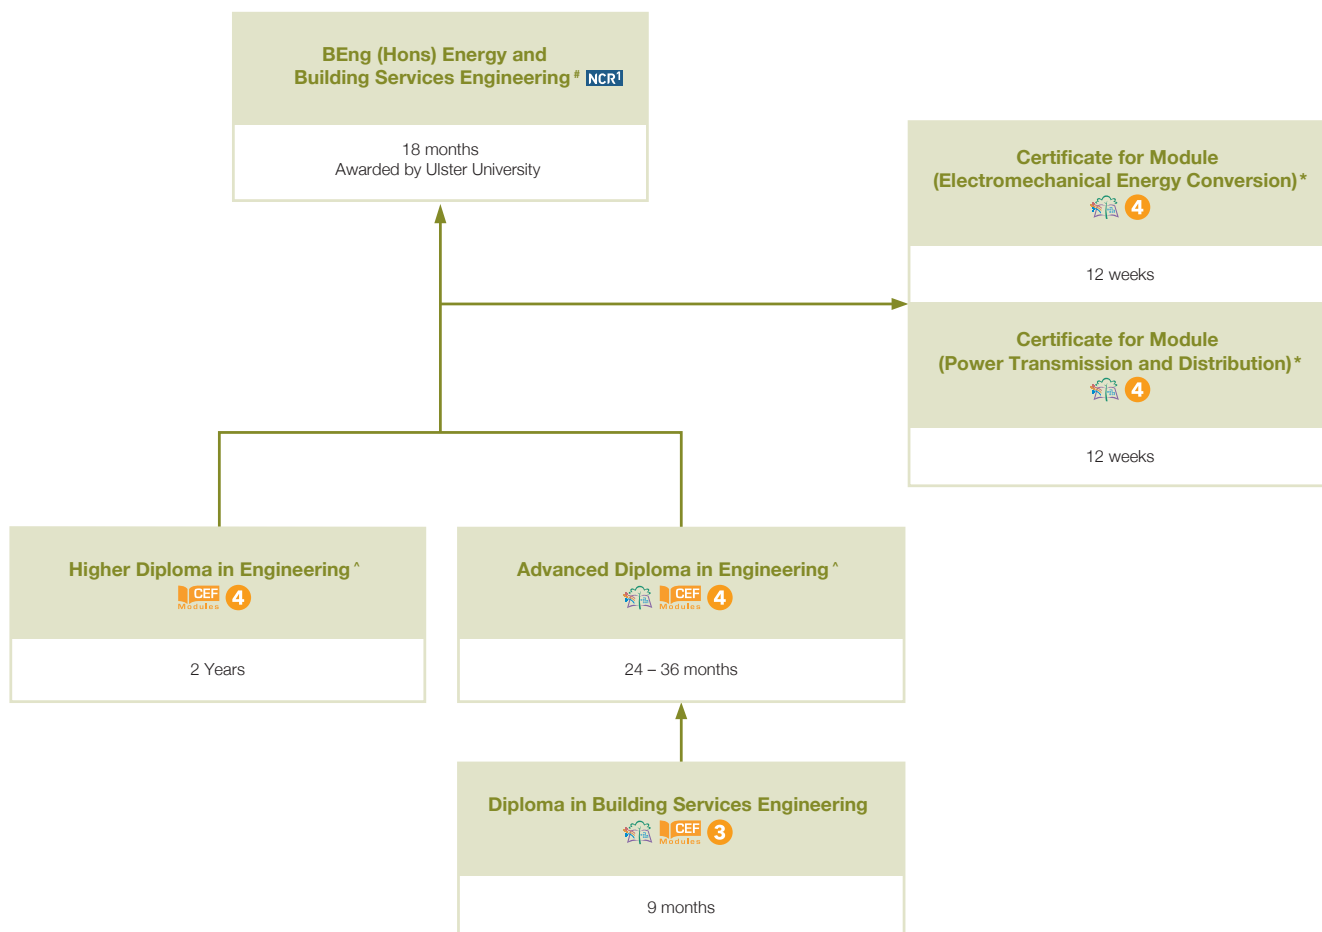 BEng (Hons) Energy and
Building Services Engineering # NCR1
18 months
Awarded by Ulster University
Certificate for Module
(Electromechanical Energy Conversion)*
4
12 weeks
Certificate for Module
(Power Transmission and Distribution)*
4
12 weeks
Higher Diploma in Engineering ^
CEF Modules 4
2 Years
Advanced Diploma in Engineering ^
CEF Modules 4
24 – 36 months
Diploma in Building Services Engineering
CEF Modules 3
9 months